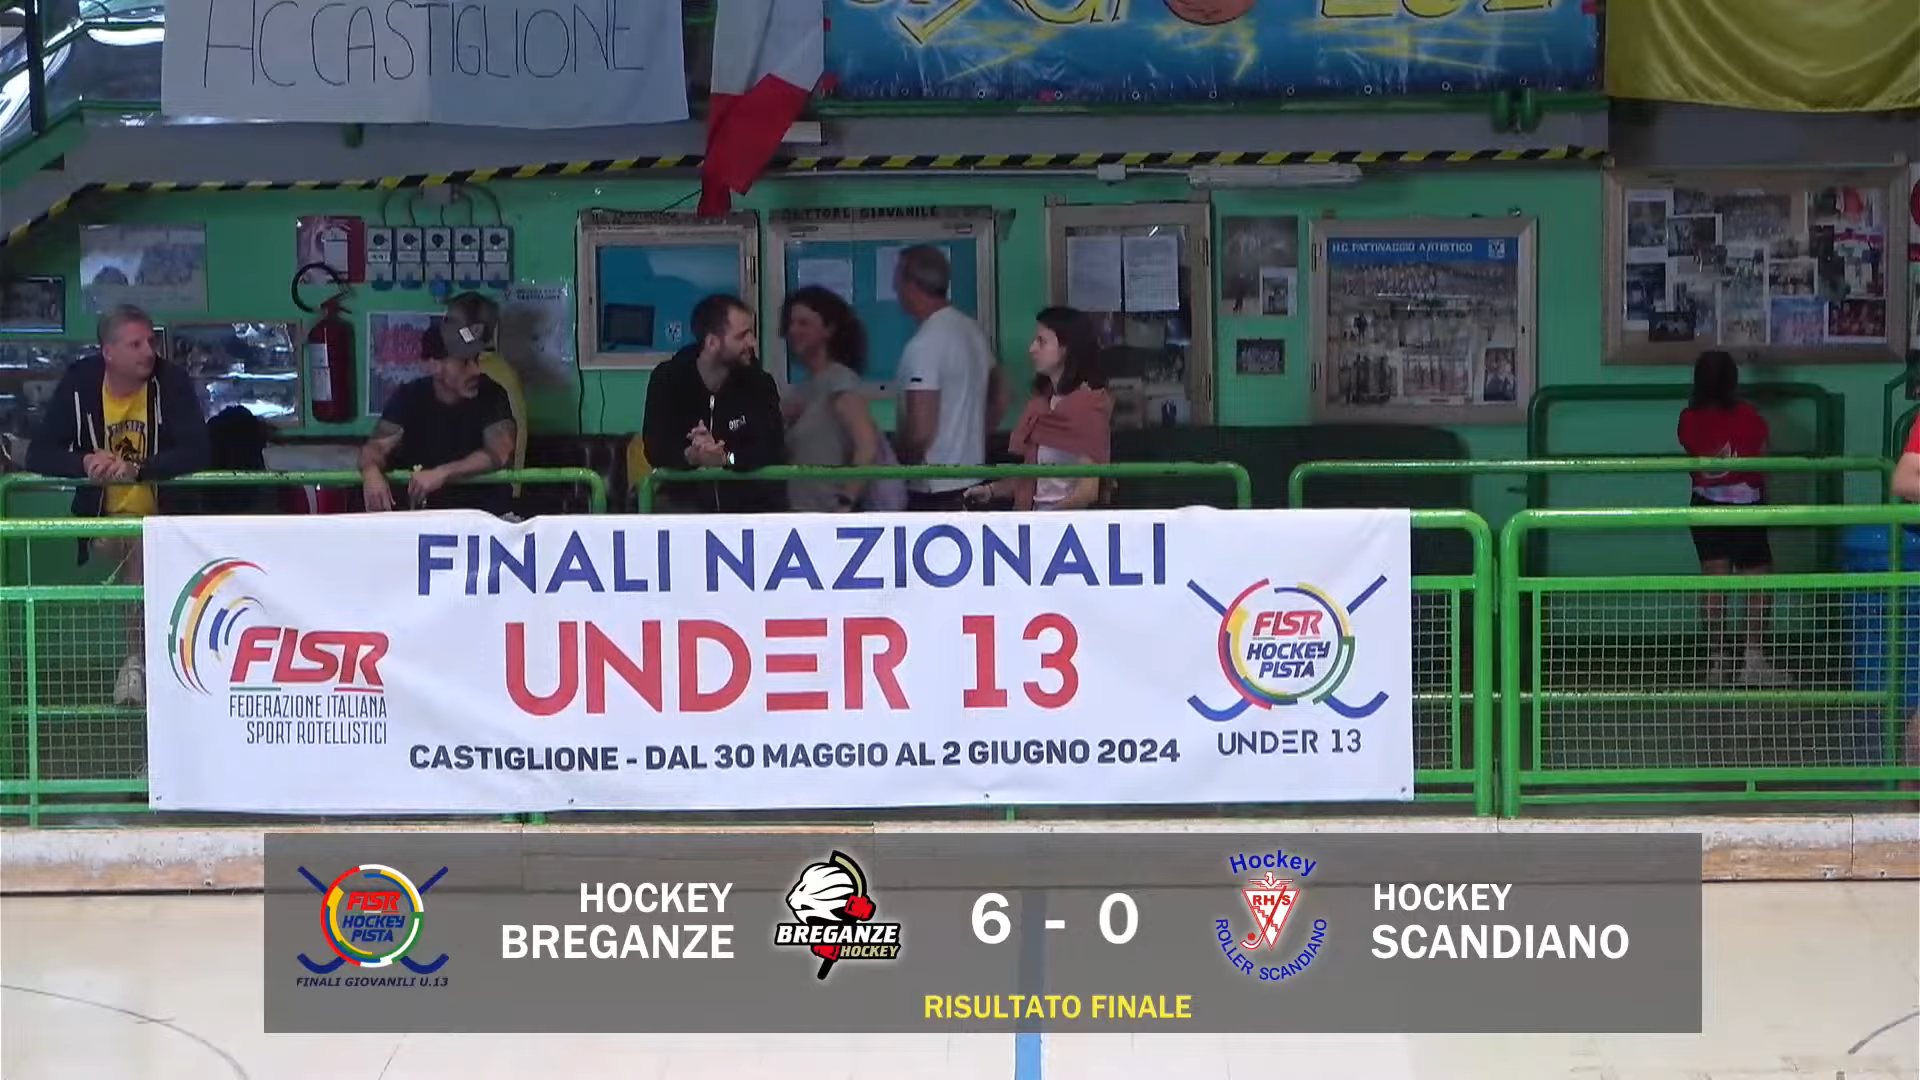 HC CASTIGLIONE
SETTORE GIOVANILE
H.C. PATTINAGGIO ARTISTICO
FINALI NAZIONALI
UNDER 13
CASTIGLIONE - DAL 30 MAGGIO AL 2 GIUGNO 2024
FISR
FEDERAZIONE ITALIANA
SPORT ROTELLISTICI
FISR
HOCKEY
PISTA
UNDER 13
FISR
HOCKEY
PISTA
FINALI GIOVANILI U.13
HOCKEY
BREGANZE
BREGANZE
HOCKEY
6 - 0
Hockey
RHS
ROLLER SCANDIANO
HOCKEY
SCANDIANO
RISULTATO FINALE